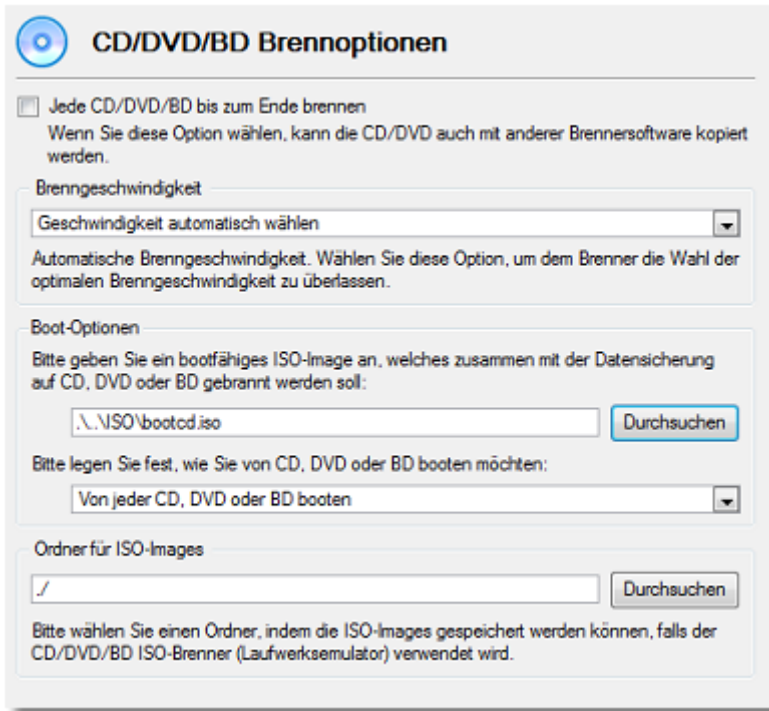 CD/DVD/BD Brennoptionen
Jede CD/DVD/BD bis zum Ende brennen
Wenn Sie diese Option wählen, kann die CD/DVD auch mit anderer Brennersoftware kopiert
werden.
Brenngeschwindigkeit
Geschwindigkeit automatisch wählen
Automatische Brenngeschwindigkeit. Wählen Sie diese Option, um dem Brenner die Wahl der
optimalen Brenngeschwindigkeit zu überlassen.
Boot-Optionen
Bitte geben Sie ein bootfähiges ISO-Image an, welches zusammen mit der Datensicherung
auf CD, DVD oder BD gebrannt werden soll:
.\..\ISO\bootcd.iso
Durchsuchen
Bitte legen Sie fest, wie Sie von CD, DVD oder BD booten möchten:
Von jeder CD, DVD oder BD booten
Ordner für ISO-Images
./
Durchsuchen
Bitte wählen Sie einen Ordner, indem die ISO-Images gespeichert werden können, falls der
CD/DVD/BD ISO-Brenner (Laufwerksemulator) verwendet wird.